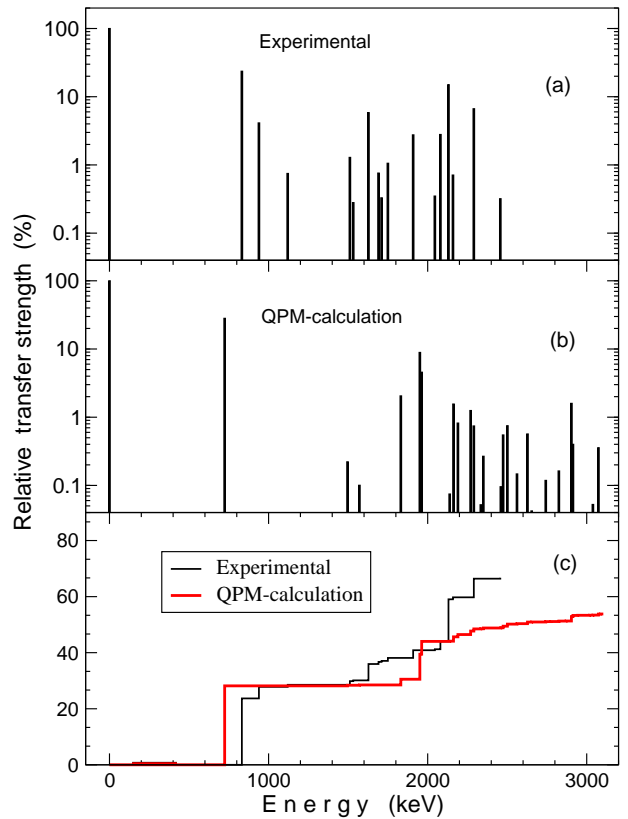 Relative transfer strength (%)
100
10
1
0.1
Experimental
(a)
100
10
1
0.1
QPM-calculation
(b)
80
60
40
20
0
Experimental
QPM-calculation
(c)
0
1000
2000
3000
Energy (keV)